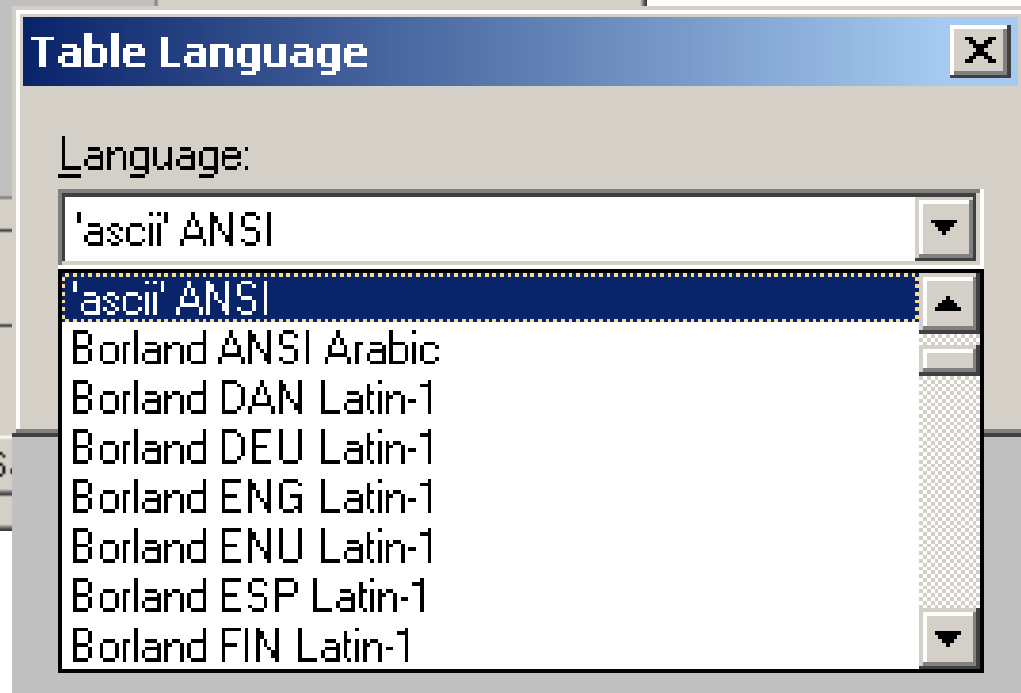 Table Language
Language:
'ascii' ANSI
'ascii' ANSI
Borland ANSI Arabic
Borland DAN Latin-1
Borland DEU Latin-1
Borland ENG Latin-1
Borland ENU Latin-1
Borland ESP Latin-1
Borland FIN Latin-1